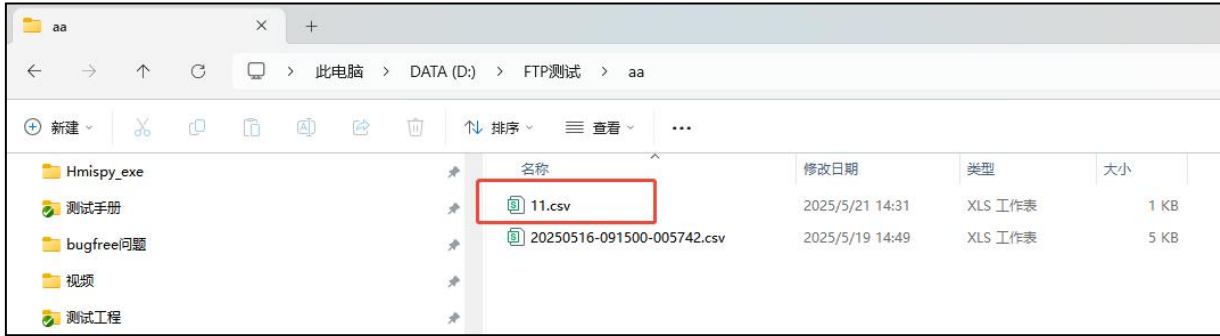 aa
此电脑 > DATA (D:) > FTP测试 > aa
新建 排序 查看 ...
Hmispy_exe
测试手册
bugfree问题
视频
测试工程
名称 修改日期 类型 大小
11.csv 2025/5/21 14:31 XLS 工作表 1 KB
20250516-091500-005742.csv 2025/5/19 14:49 XLS 工作表 5 KB